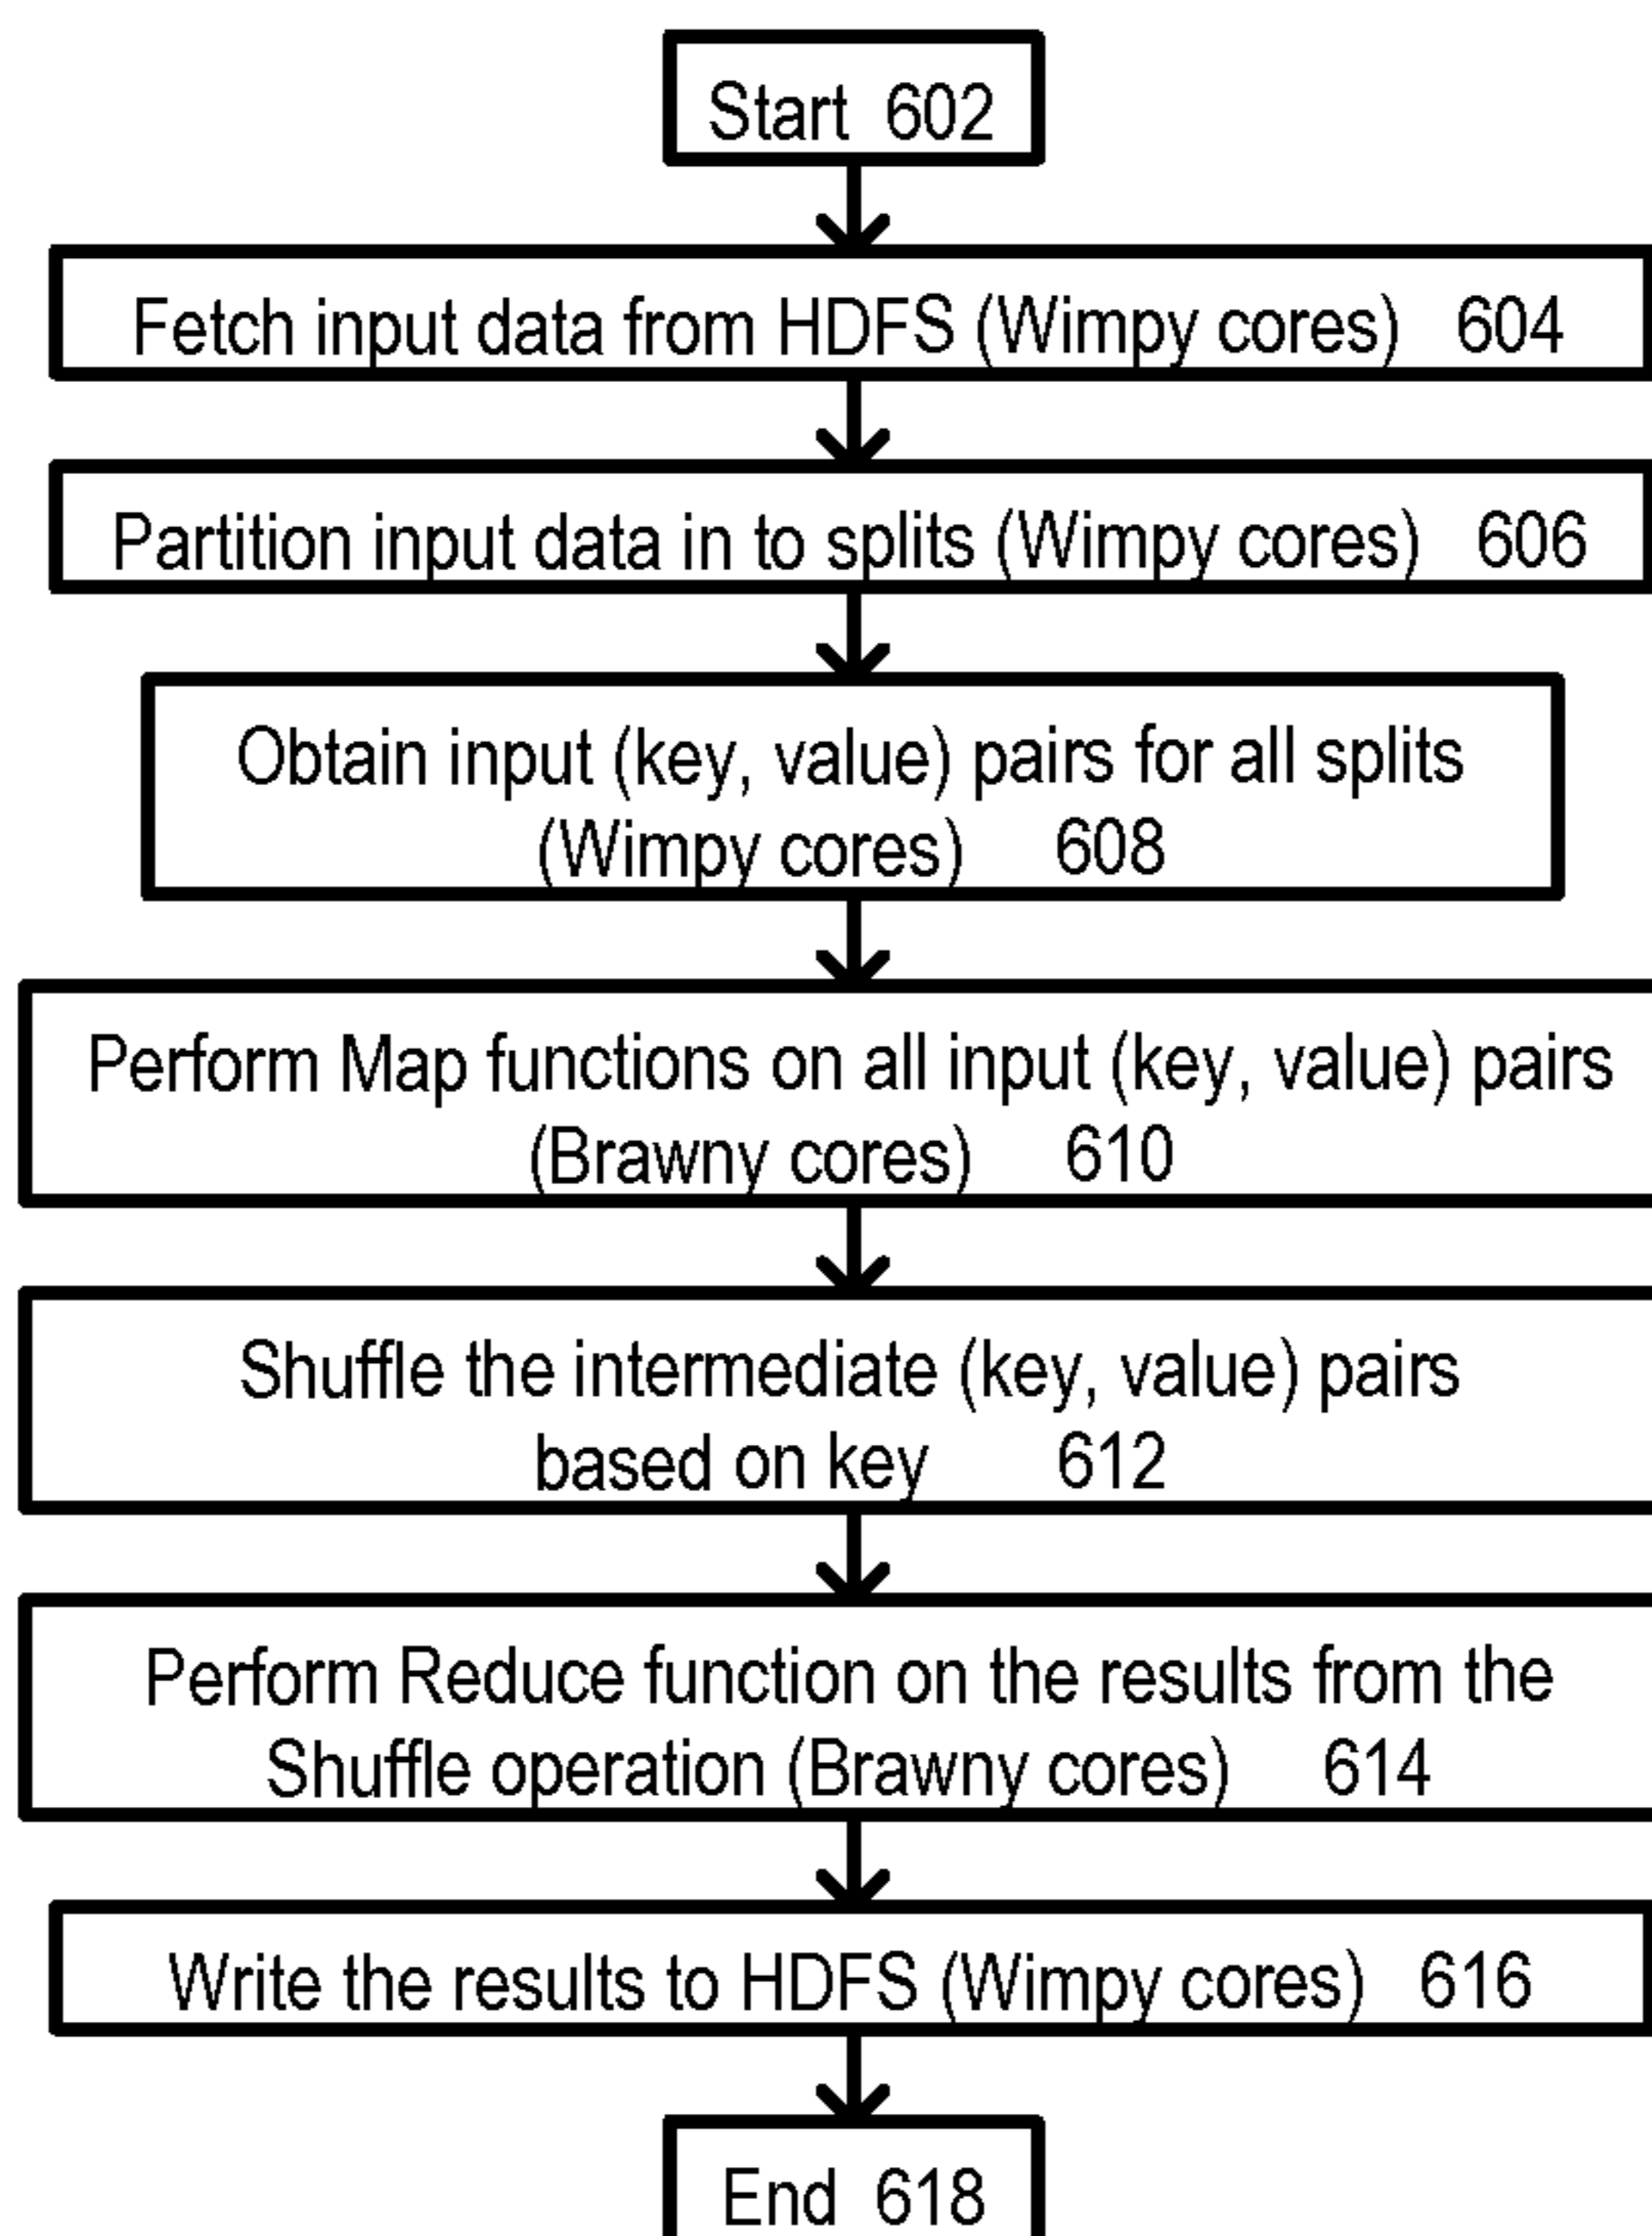 Start 602
Fetch input data from HDFS (Wimpy cores) 604
Partition input data in to splits (Wimpy cores) 606
Obtain input (key, value) pairs for all splits
(Wimpy cores) 608
Perform Map functions on all input (key, value) pairs
(Brawny cores) 610
Shuffle the intermediate (key, value) pairs
based on key 612
Perform Reduce function on the results from the
Shuffle operation (Brawny cores) 614
Write the results to HDFS (Wimpy cores) 616
End 618